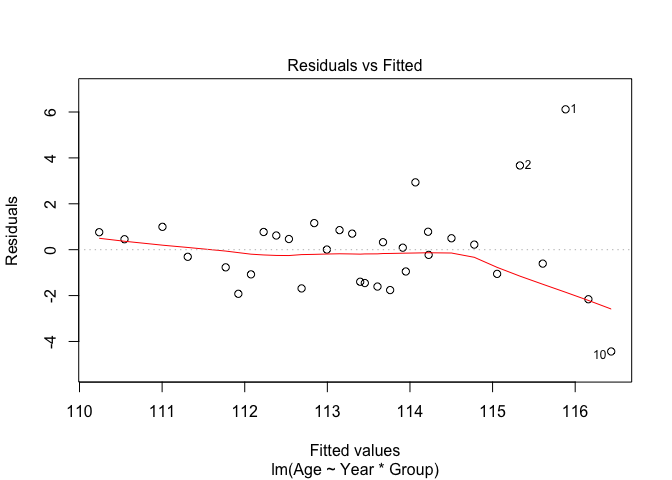 Residuals vs Fitted
Residuals
6
4
2
0
-2
-4
1
2
10
110 111 112 113 114 115 116
Fitted values
lm(Age ~ Year * Group)